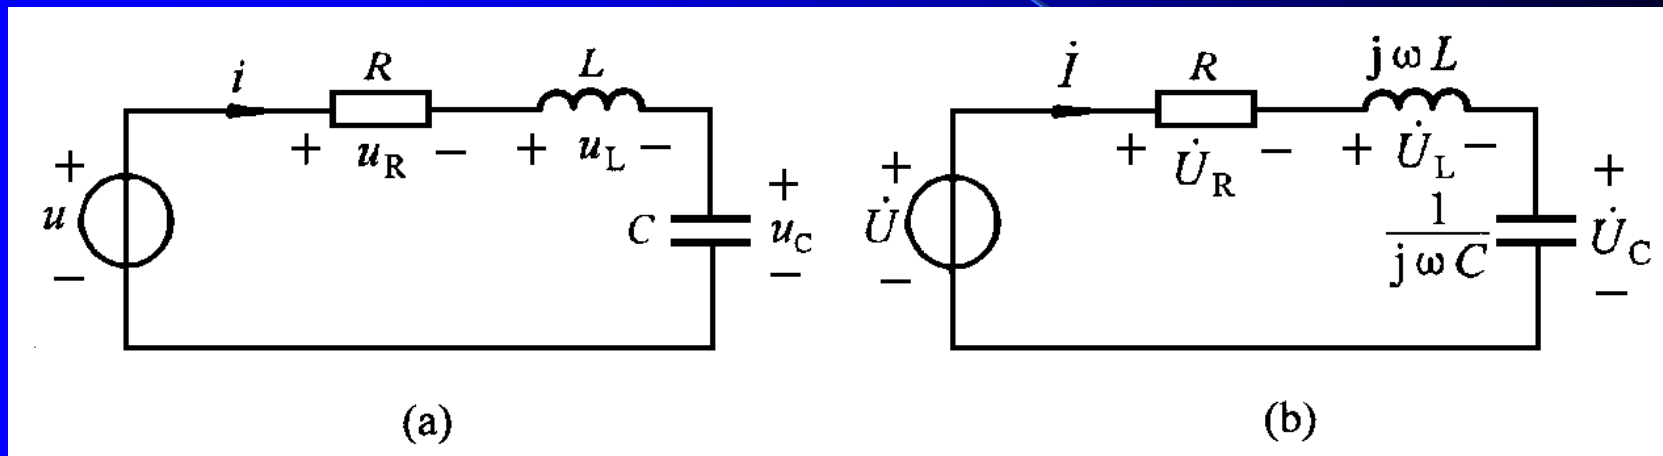 i R L
+ u_R − + u_L −
+
u
−
C
+
u_C
−
(a)
İ R jωL
+ U̇_R − + U̇_L −
+
U̇
−
1
jωC
+
U̇_C
−
(b)